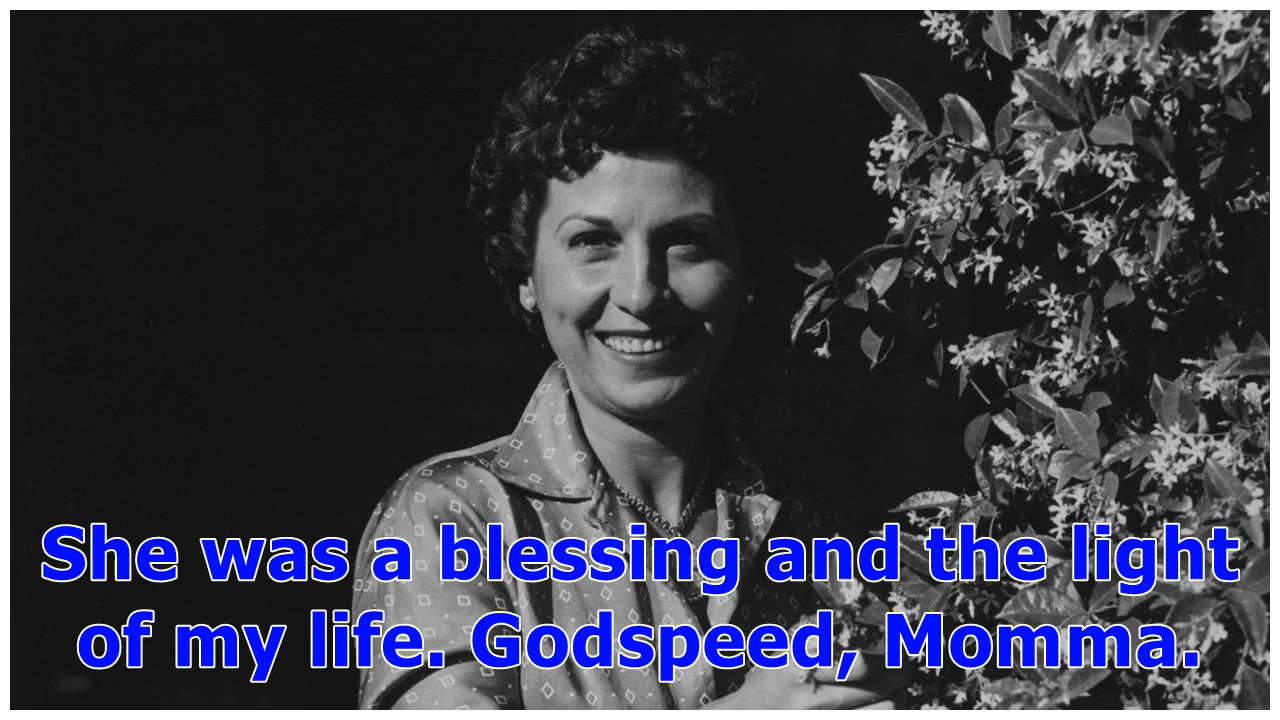 She was a blessing and the light
of my life. Godspeed, Momma.